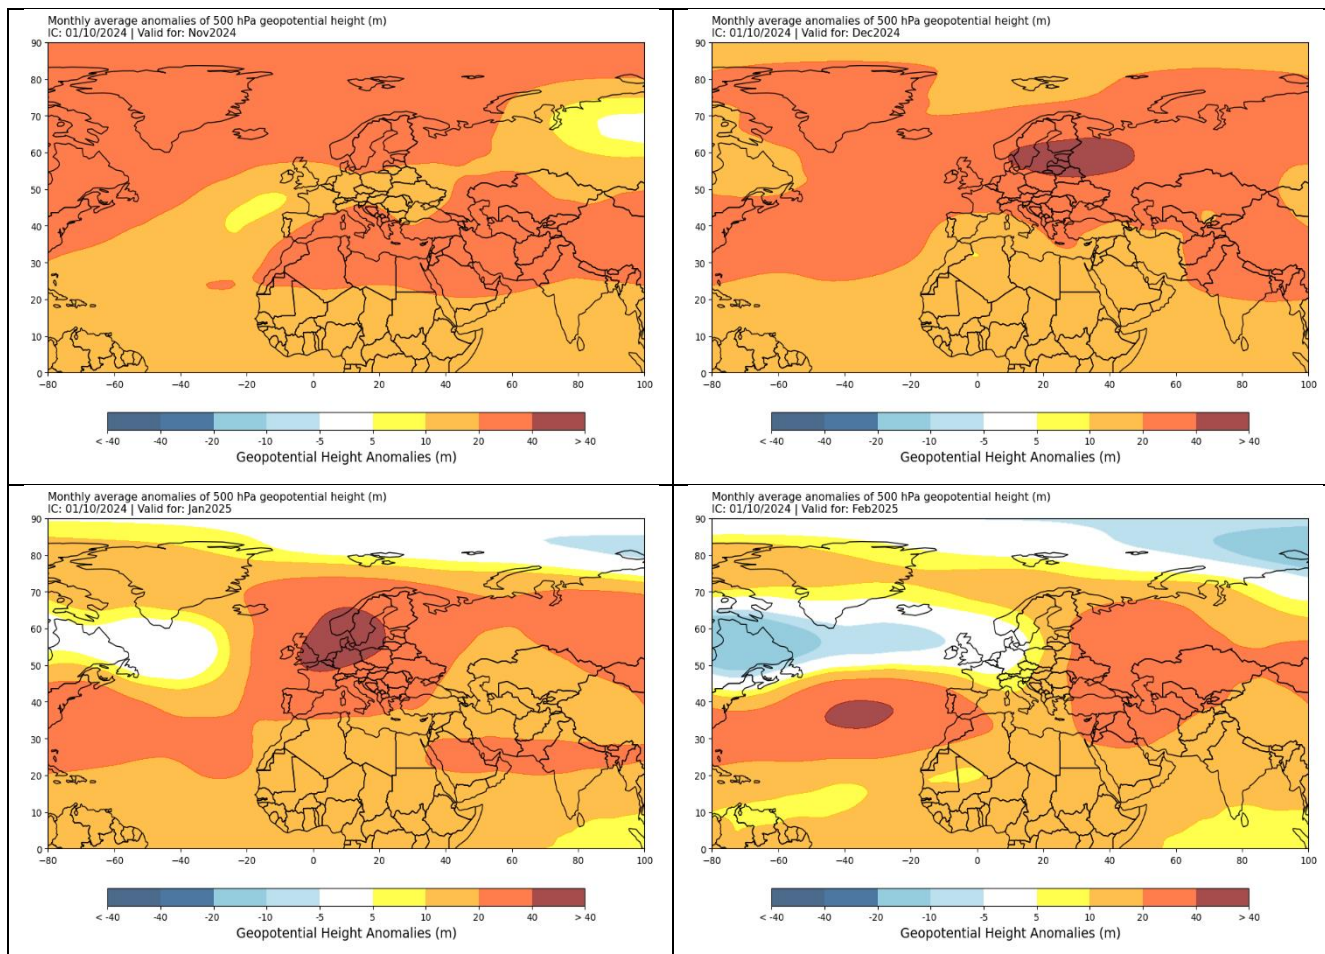 Monthly average anomalies of 500 hPa geopotential height (m)
IC: 01/10/2024 | Valid for: Nov2024
90
80
70
60
50
40
30
20
10
0
−80 −60 −40 −20 0 20 40 60 80 100
< -40 -40 -20 -10 -5 5 10 20 40 > 40
Geopotential Height Anomalies (m)
Monthly average anomalies of 500 hPa geopotential height (m)
IC: 01/10/2024 | Valid for: Dec2024
90
80
70
60
50
40
30
20
10
0
−80 −60 −40 −20 0 20 40 60 80 100
< -40 -40 -20 -10 -5 5 10 20 40 > 40
Geopotential Height Anomalies (m)
Monthly average anomalies of 500 hPa geopotential height (m)
IC: 01/10/2024 | Valid for: Jan2025
90
80
70
60
50
40
30
20
10
0
−80 −60 −40 −20 0 20 40 60 80 100
< -40 -40 -20 -10 -5 5 10 20 40 > 40
Geopotential Height Anomalies (m)
Monthly average anomalies of 500 hPa geopotential height (m)
IC: 01/10/2024 | Valid for: Feb2025
90
80
70
60
50
40
30
20
10
0
−80 −60 −40 −20 0 20 40 60 80 100
< -40 -40 -20 -10 -5 5 10 20 40 > 40
Geopotential Height Anomalies (m)